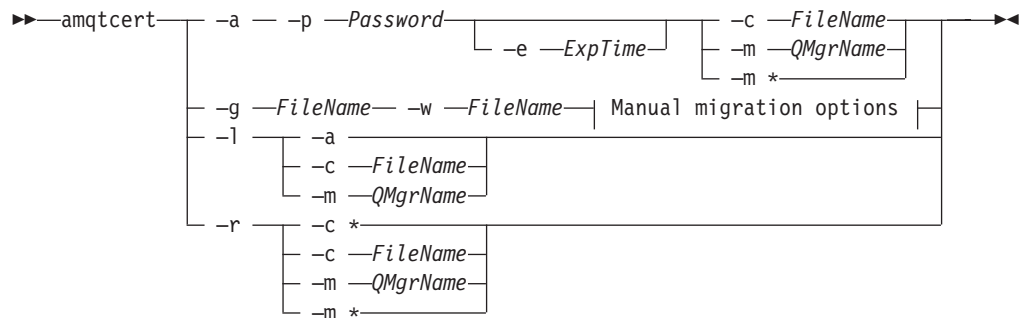 amqtcert –a –p Password –c FileName
–e ExpTime –m QMgrName
–m *
–g FileName –w FileName Manual migration options
–l –a
–c FileName
–m QMgrName
–r –c *
–c FileName
–m QMgrName
–m *